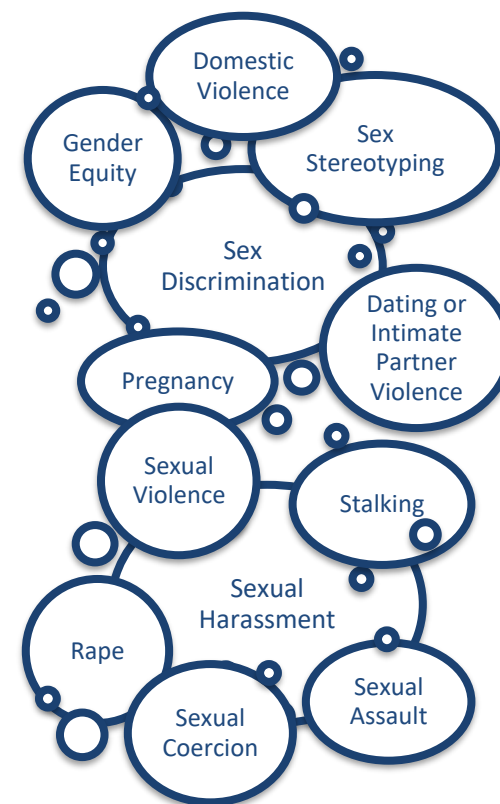 Domestic
Violence
Gender
Equity
Sex
Stereotyping
Sex
Discrimination
Dating or
Intimate
Partner
Violence
Pregnancy
Sexual
Violence
Stalking
Sexual
Harassment
Rape
Sexual
Assault
Sexual
Coercion